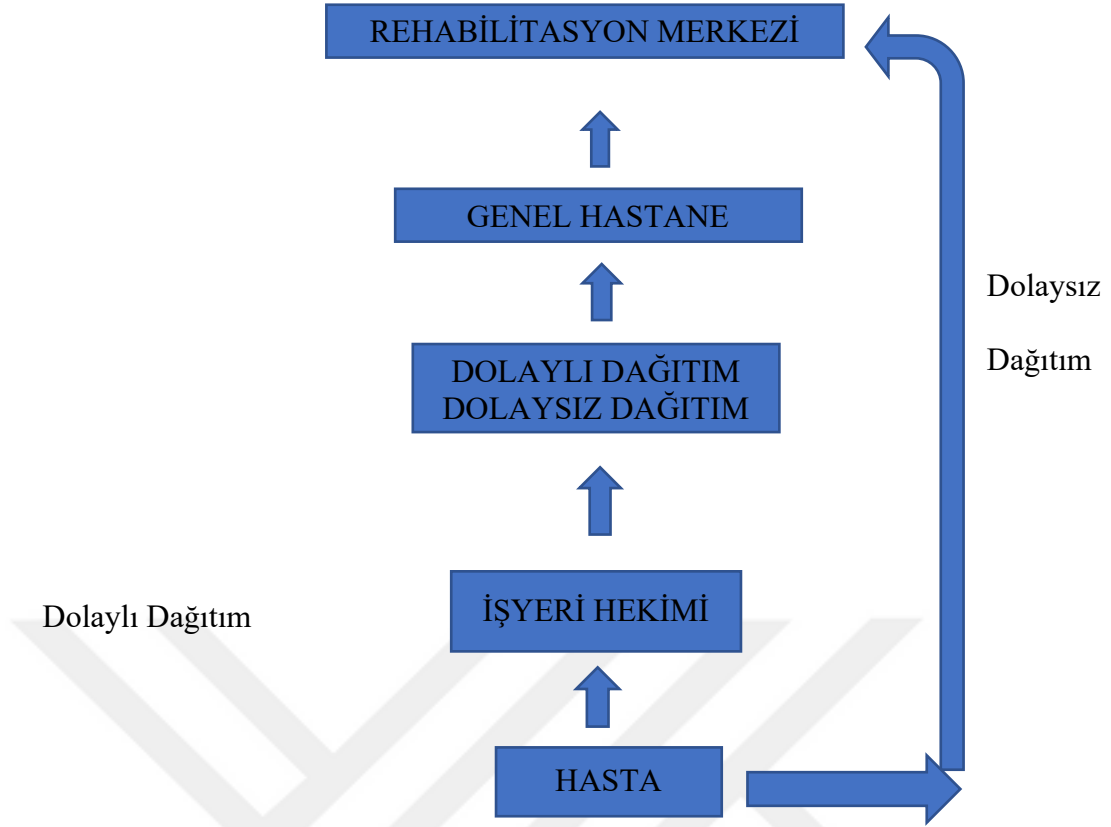 REHABİLİTASYON MERKEZİ
GENEL HASTANE
Dolaysız
Dağıtım
DOLAYLI DAĞITIM
DOLAYSIZ DAĞITIM
Dolaylı Dağıtım
İŞYERİ HEKİMİ
HASTA